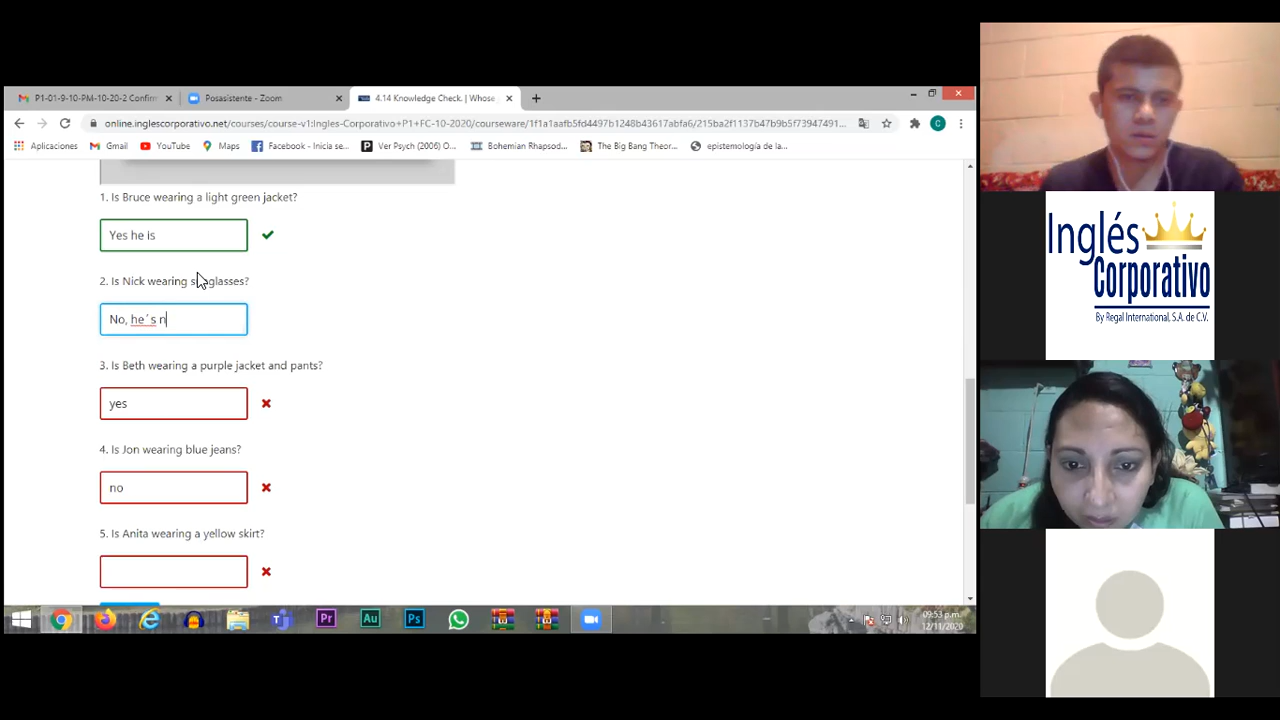 P1-01-9-10-PM-10-20-2 Confirm
Posasistente - Zoom
4.14 Knowledge Check. | Whose
online.inglescorporativo.net/courses/course-v1:Ingles-Corporativo+P1+FC-10-2020/courseware/1f1a1aafb5fd4497b1248b43617abfa6/215ba2f1137b47b9b5f73947491...
Aplicaciones
Gmail
YouTube
Maps
Facebook - Inicia se...
Ver Psych (2006) O...
Bohemian Rhapsod...
The Big Bang Theor...
epistemología de la...
1. Is Bruce wearing a light green jacket?
Yes he is
2. Is Nick wearing sunglasses?
No, he´s n
3. Is Beth wearing a purple jacket and pants?
yes
4. Is Jon wearing blue jeans?
no
5. Is Anita wearing a yellow skirt?
09:53 p.m.
12/11/2020
Inglés
Corporativo
By Regal International, S.A. de C.V.